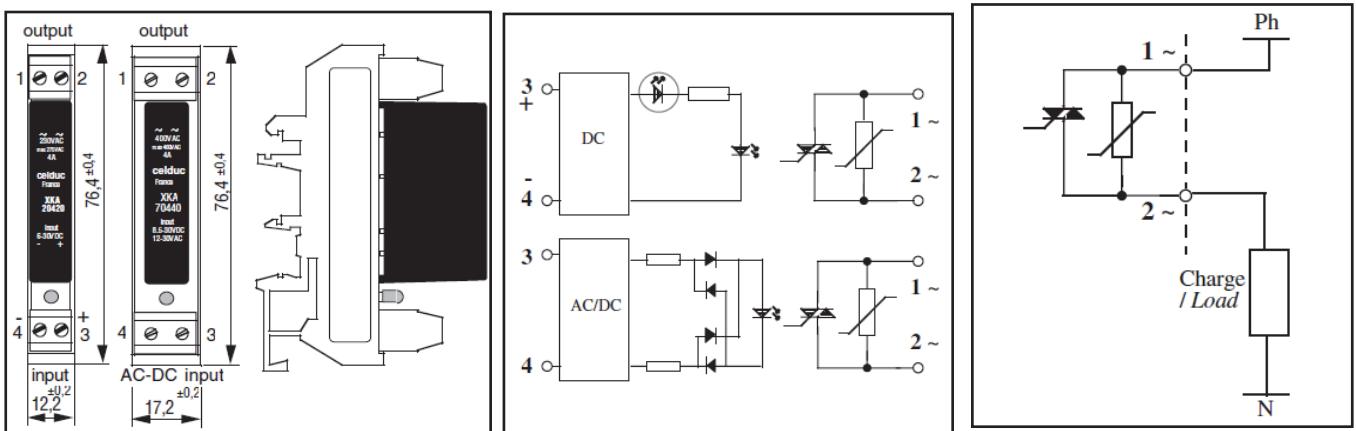 output
output
1
2
1
2
~ ~
230VAC
max 275VAC
4A
celduc
France
XKA
20420
Input
6-30VDC
- +
~ ~
400VAC
max 460VAC
4A
celduc
France
XKA
70440
Input
8.5-30VDC
12-30VAC
76,4 ±0,4
76,4 ±0,4
-
+
4
3
4
3
input
AC-DC input
12,2 ±0,2
17,2 ±0,2
3
+
DC
-
4
1 ~
2 ~
3
AC/DC
4
1 ~
2 ~
Ph
1 ~
2 ~
Charge
/ Load
N